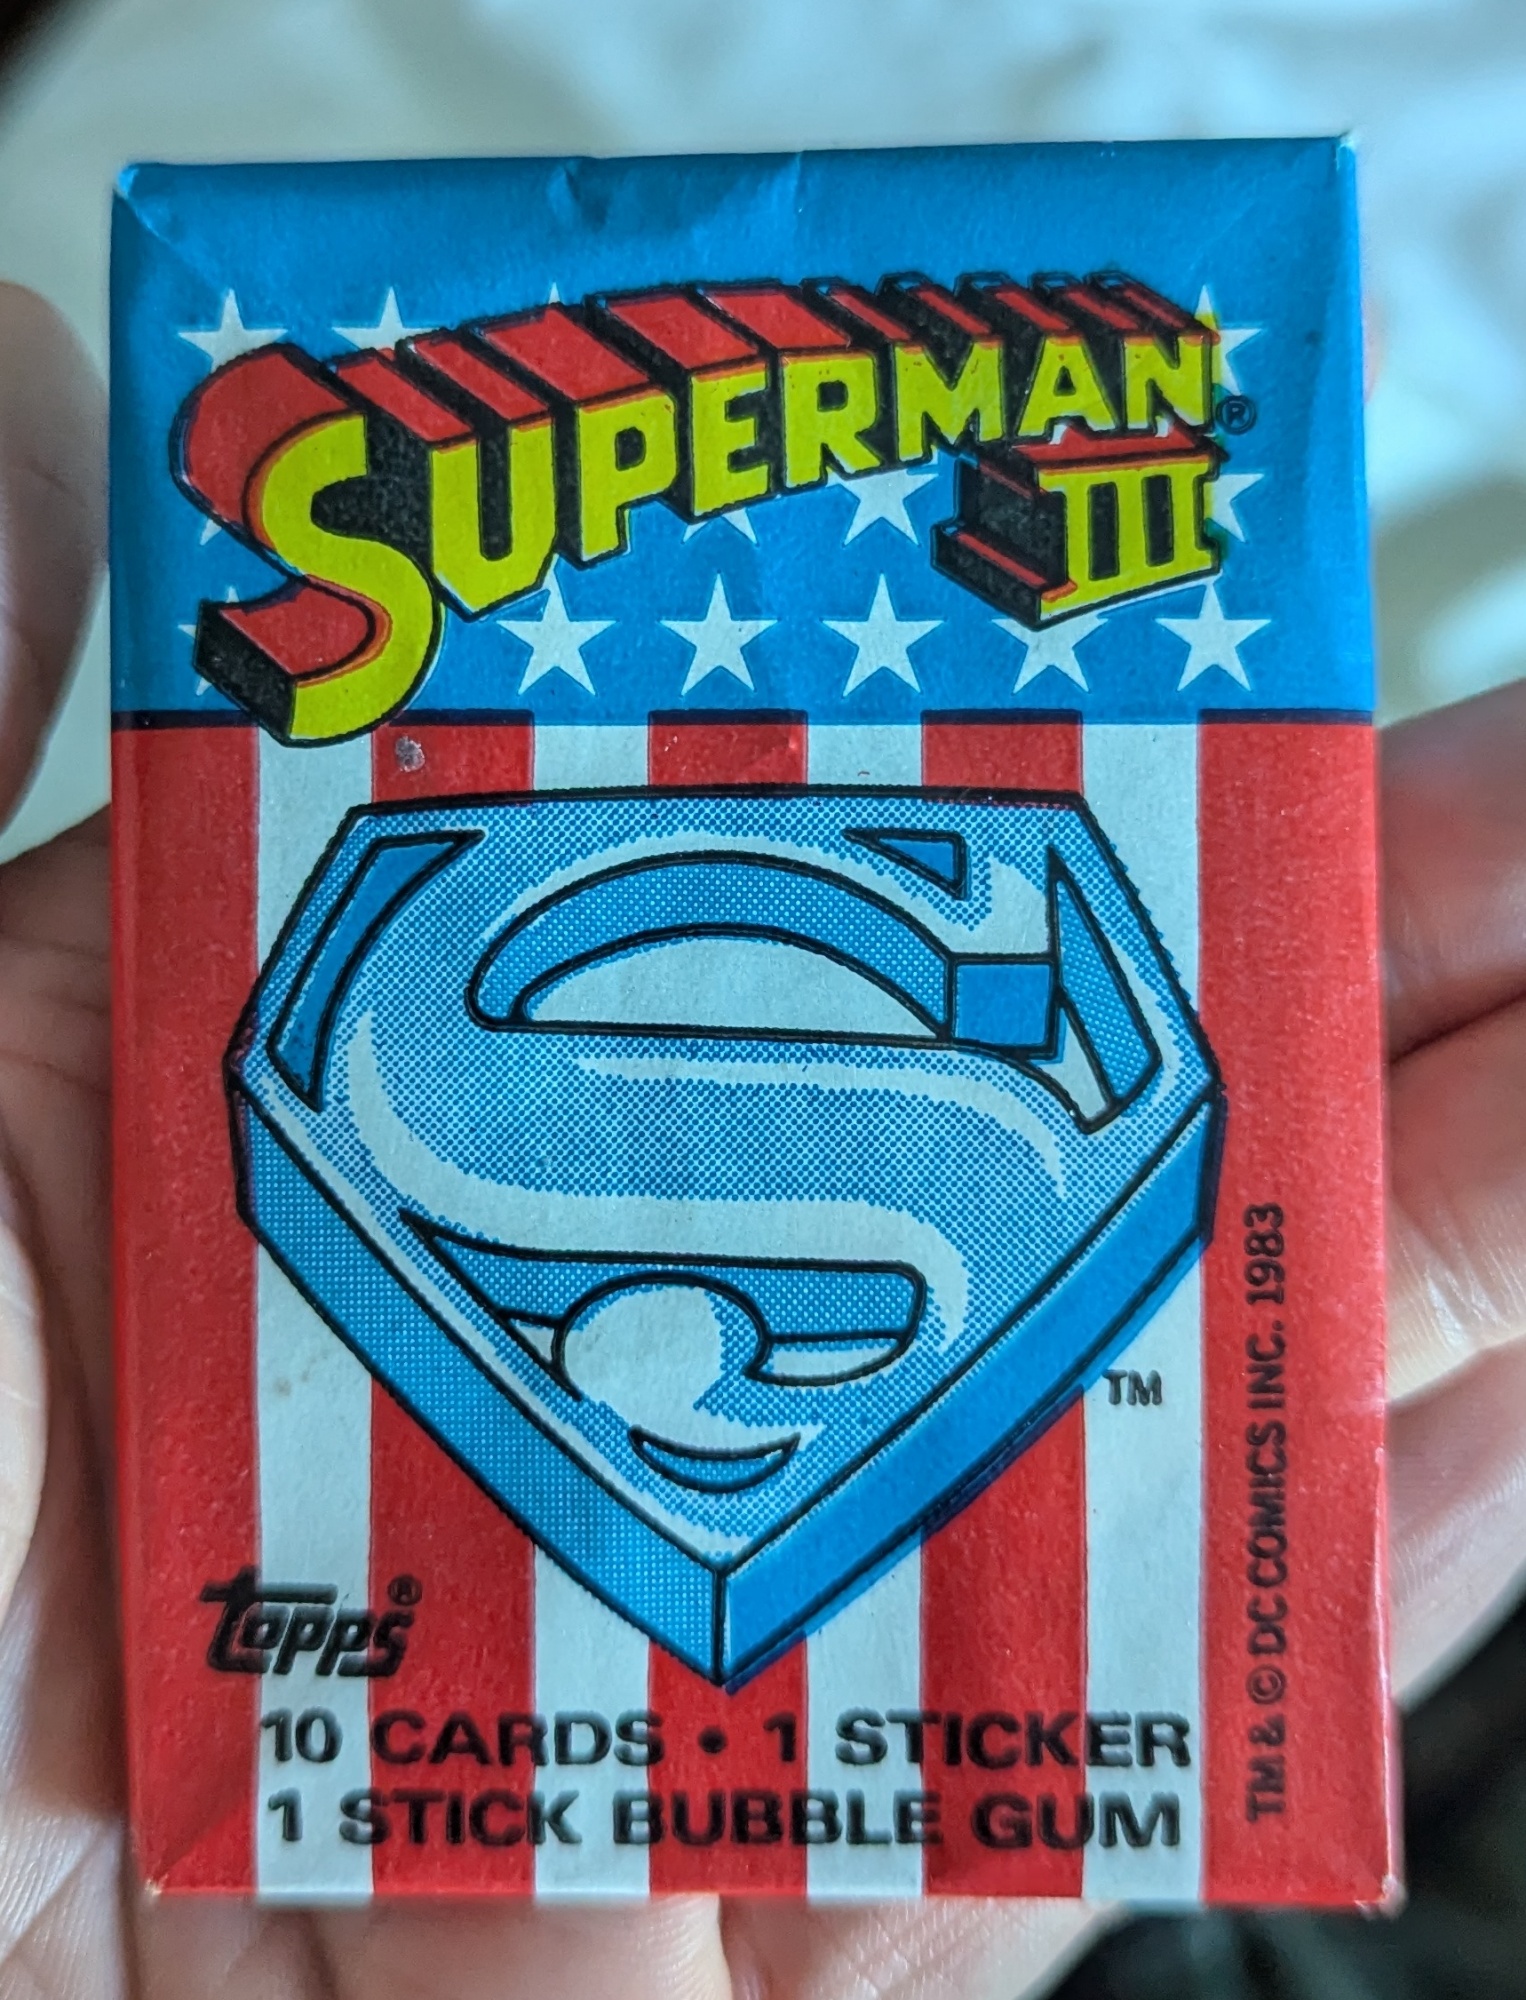 SUPERMAN®
III
TM
Topps®
10 CARDS • 1 STICKER
1 STICK BUBBLE GUM
TM & © DC COMICS INC. 1983